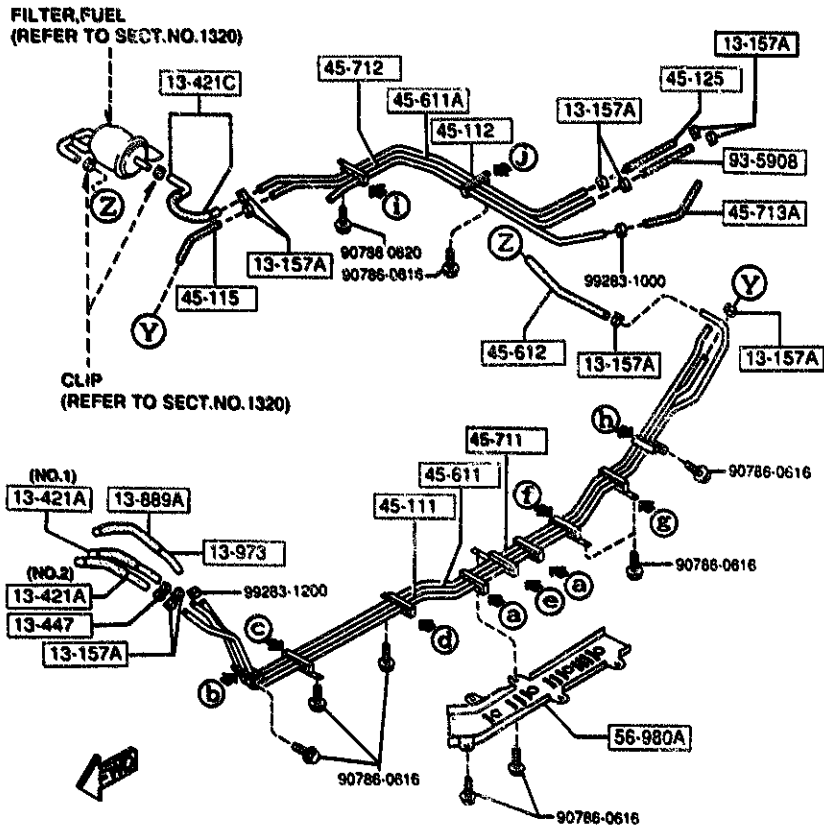 FILTER,FUEL
(REFER TO SECT.NO.1320)
13-421C
45-712
45-611A
45-112
13-157A
45-125
13-157A
93-5908
45-713A
Z
i
j
90786-0620
90786-0616
99283-1000
13-157A
45-115
Y
Z
45-612
13-157A
Y
13-157A
CLIP
(REFER TO SECT.NO.1320)
h
90786-0616
45-711
45-611
45-111
f
g
90786-0616
(NO.1)
13-421A
13-889A
13-973
(NO.2)
13-421A
99283-1200
13-447
13-157A
c
d
a
e
a
b
56-980A
90786-0616
90786-0616